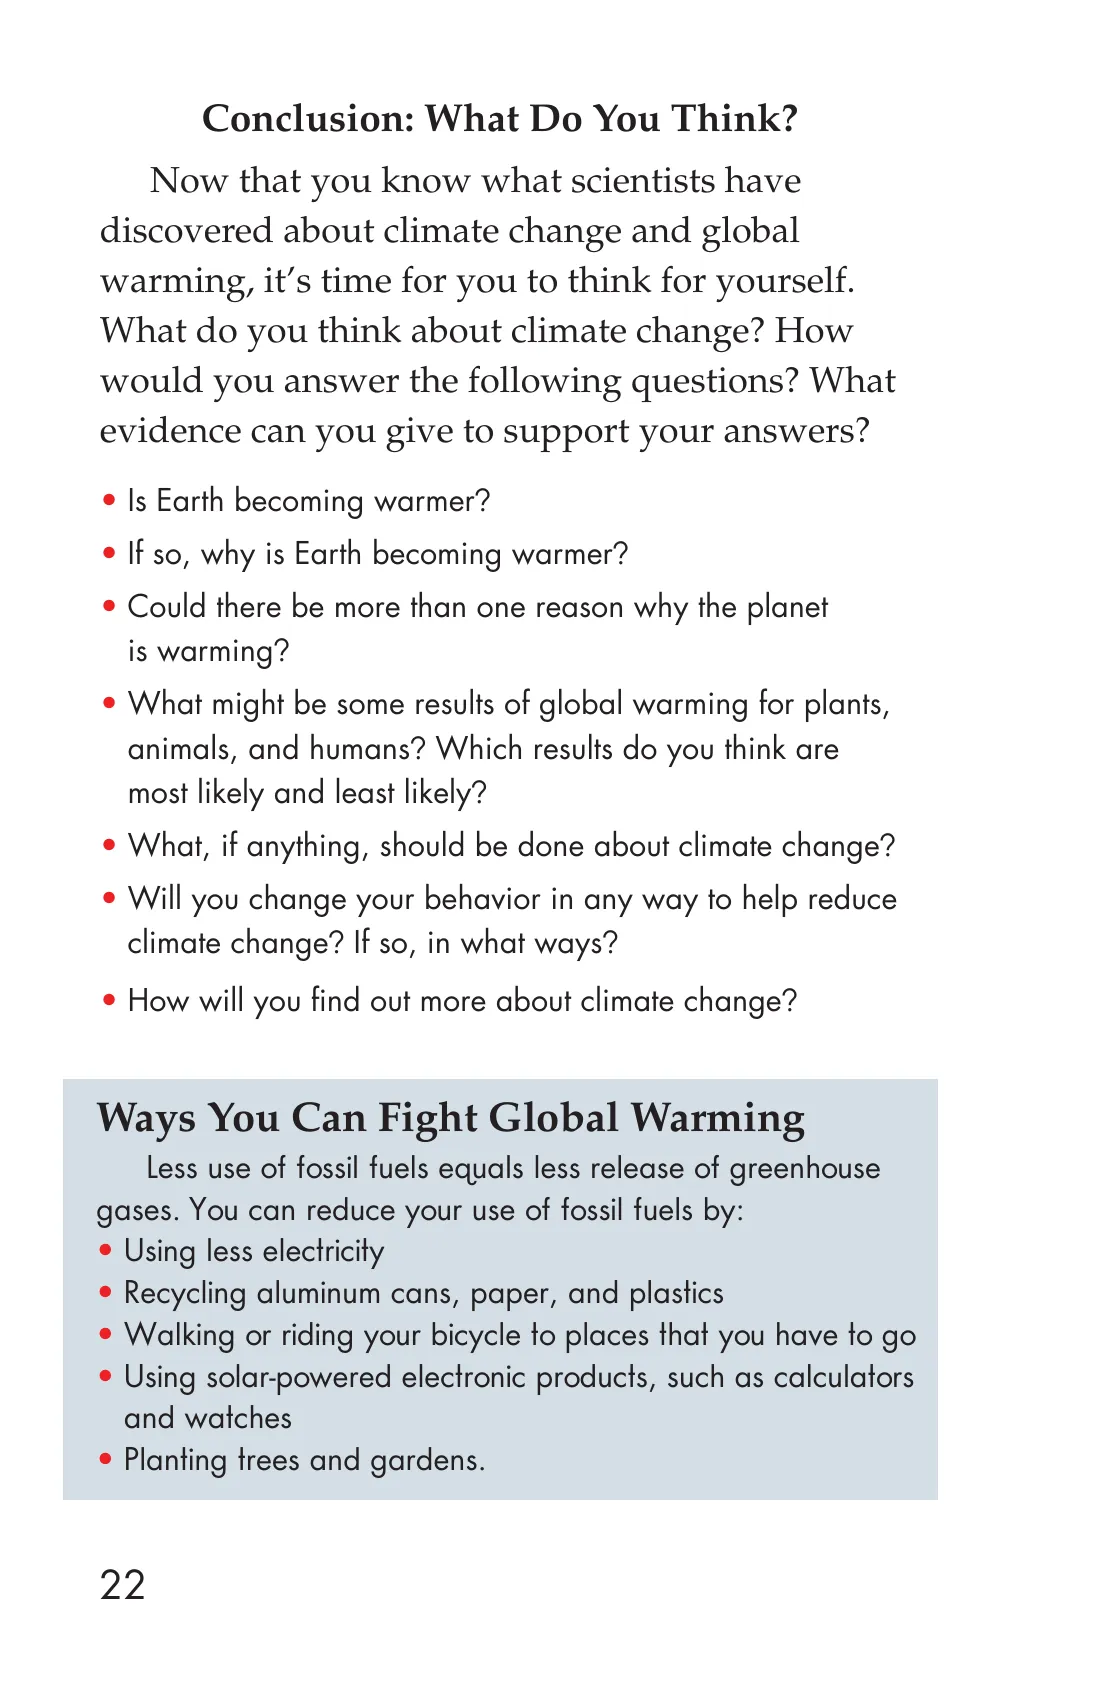 Conclusion: What Do You Think?
Now that you know what scientists have
discovered about climate change and global
warming, it’s time for you to think for yourself.
What do you think about climate change? How
would you answer the following questions? What
evidence can you give to support your answers?
• Is Earth becoming warmer?
• If so, why is Earth becoming warmer?
• Could there be more than one reason why the planet
is warming?
• What might be some results of global warming for plants,
animals, and humans? Which results do you think are
most likely and least likely?
• What, if anything, should be done about climate change?
• Will you change your behavior in any way to help reduce
climate change? If so, in what ways?
• How will you find out more about climate change?
Ways You Can Fight Global Warming
Less use of fossil fuels equals less release of greenhouse
gases. You can reduce your use of fossil fuels by:
• Using less electricity
• Recycling aluminum cans, paper, and plastics
• Walking or riding your bicycle to places that you have to go
• Using solar-powered electronic products, such as calculators
and watches
• Planting trees and gardens.
22